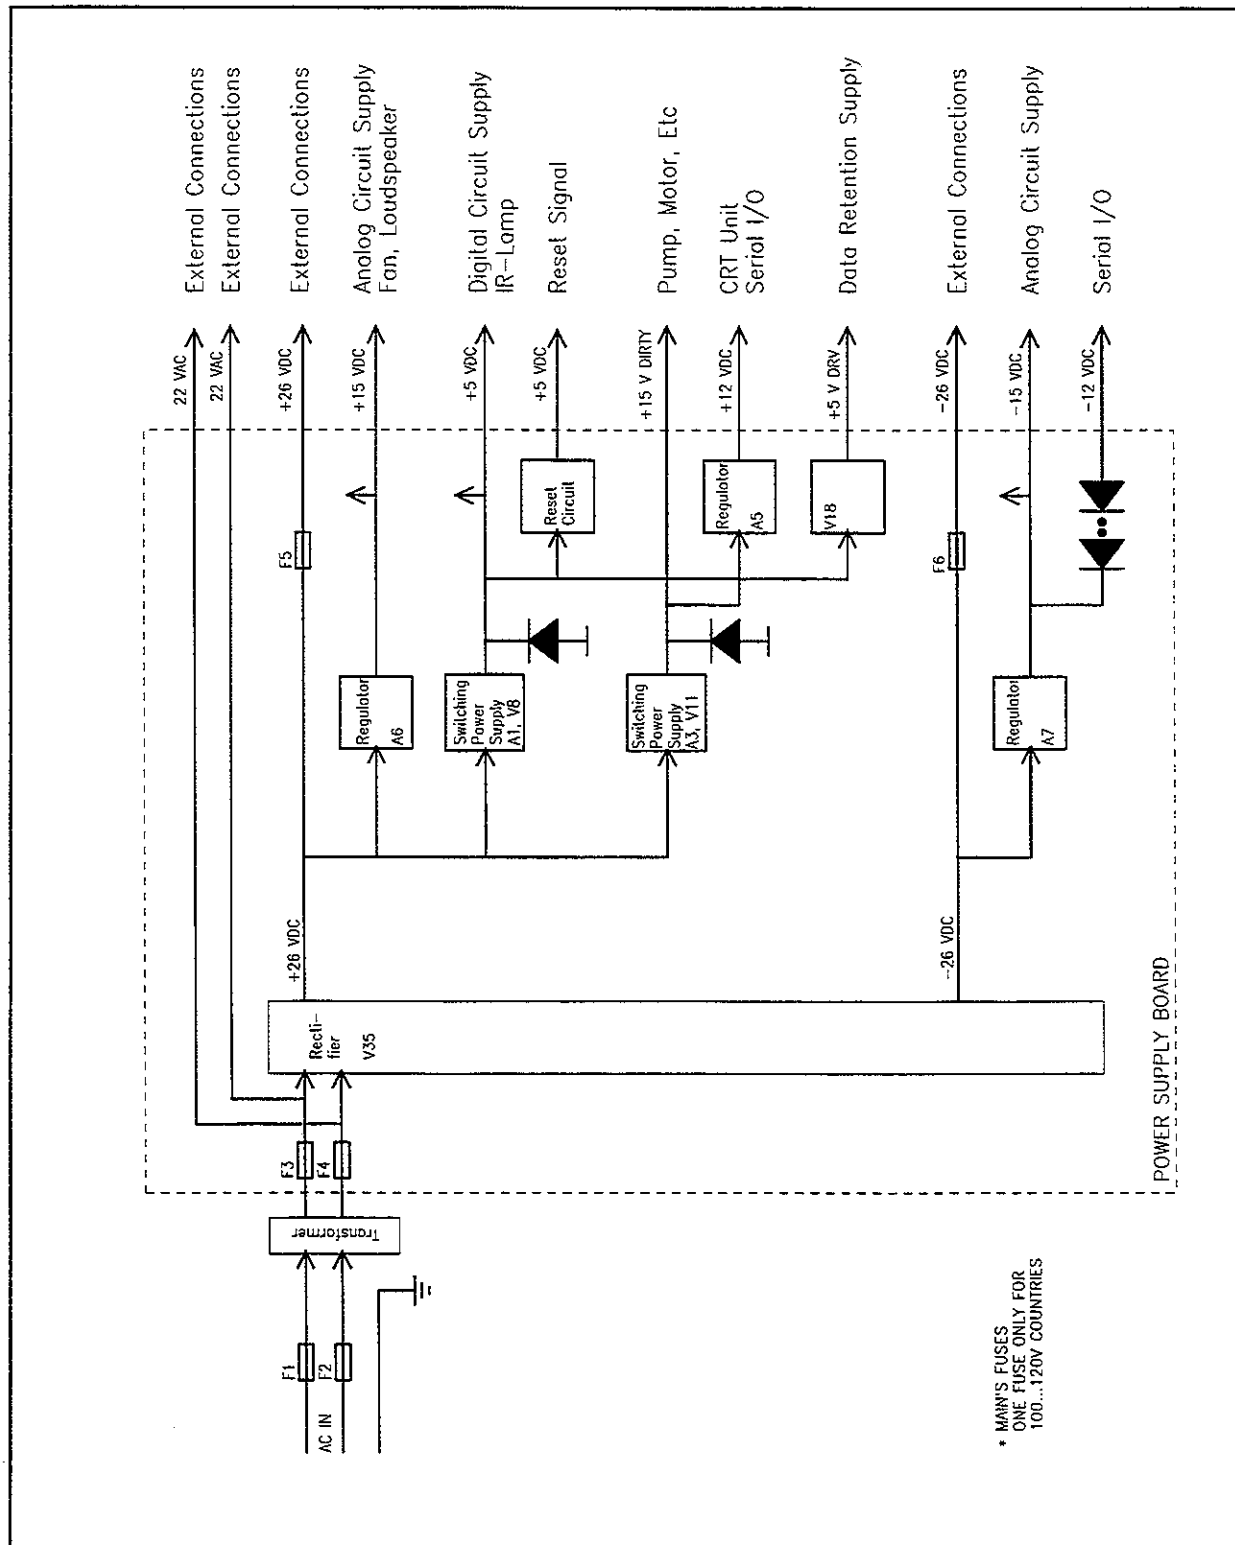 22 VAC
External Connections
22 VAC
External Connections
+26 VDC
External Connections
+15 VDC
Analog Circuit Supply
Fan, Loudspeaker
+5 VDC
Digital Circuit Supply
IR-Lamp
+5 VDC
Reset Signal
+15 V DIRTY
Pump, Motor, Etc
+12 VDC
CRT Unit
Serial I/O
+5 V DRV
Data Retention Supply
-26 VDC
External Connections
-15 VDC
Analog Circuit Supply
-12 VDC
Serial I/O
F5
Reset
Circuit
Regulator
A5
V18
F6
Regulator
A6
Switching
Power
Supply
A1, V8
Switching
Power
Supply
A3, V11
Regulator
A7
+26 VDC
-26 VDC
Recti-
fier
V35
F3
F4
POWER SUPPLY BOARD
Transformer
F1
F2
AC IN
* MAIN'S FUSES
ONE FUSE ONLY FOR
100...120V COUNTRIES